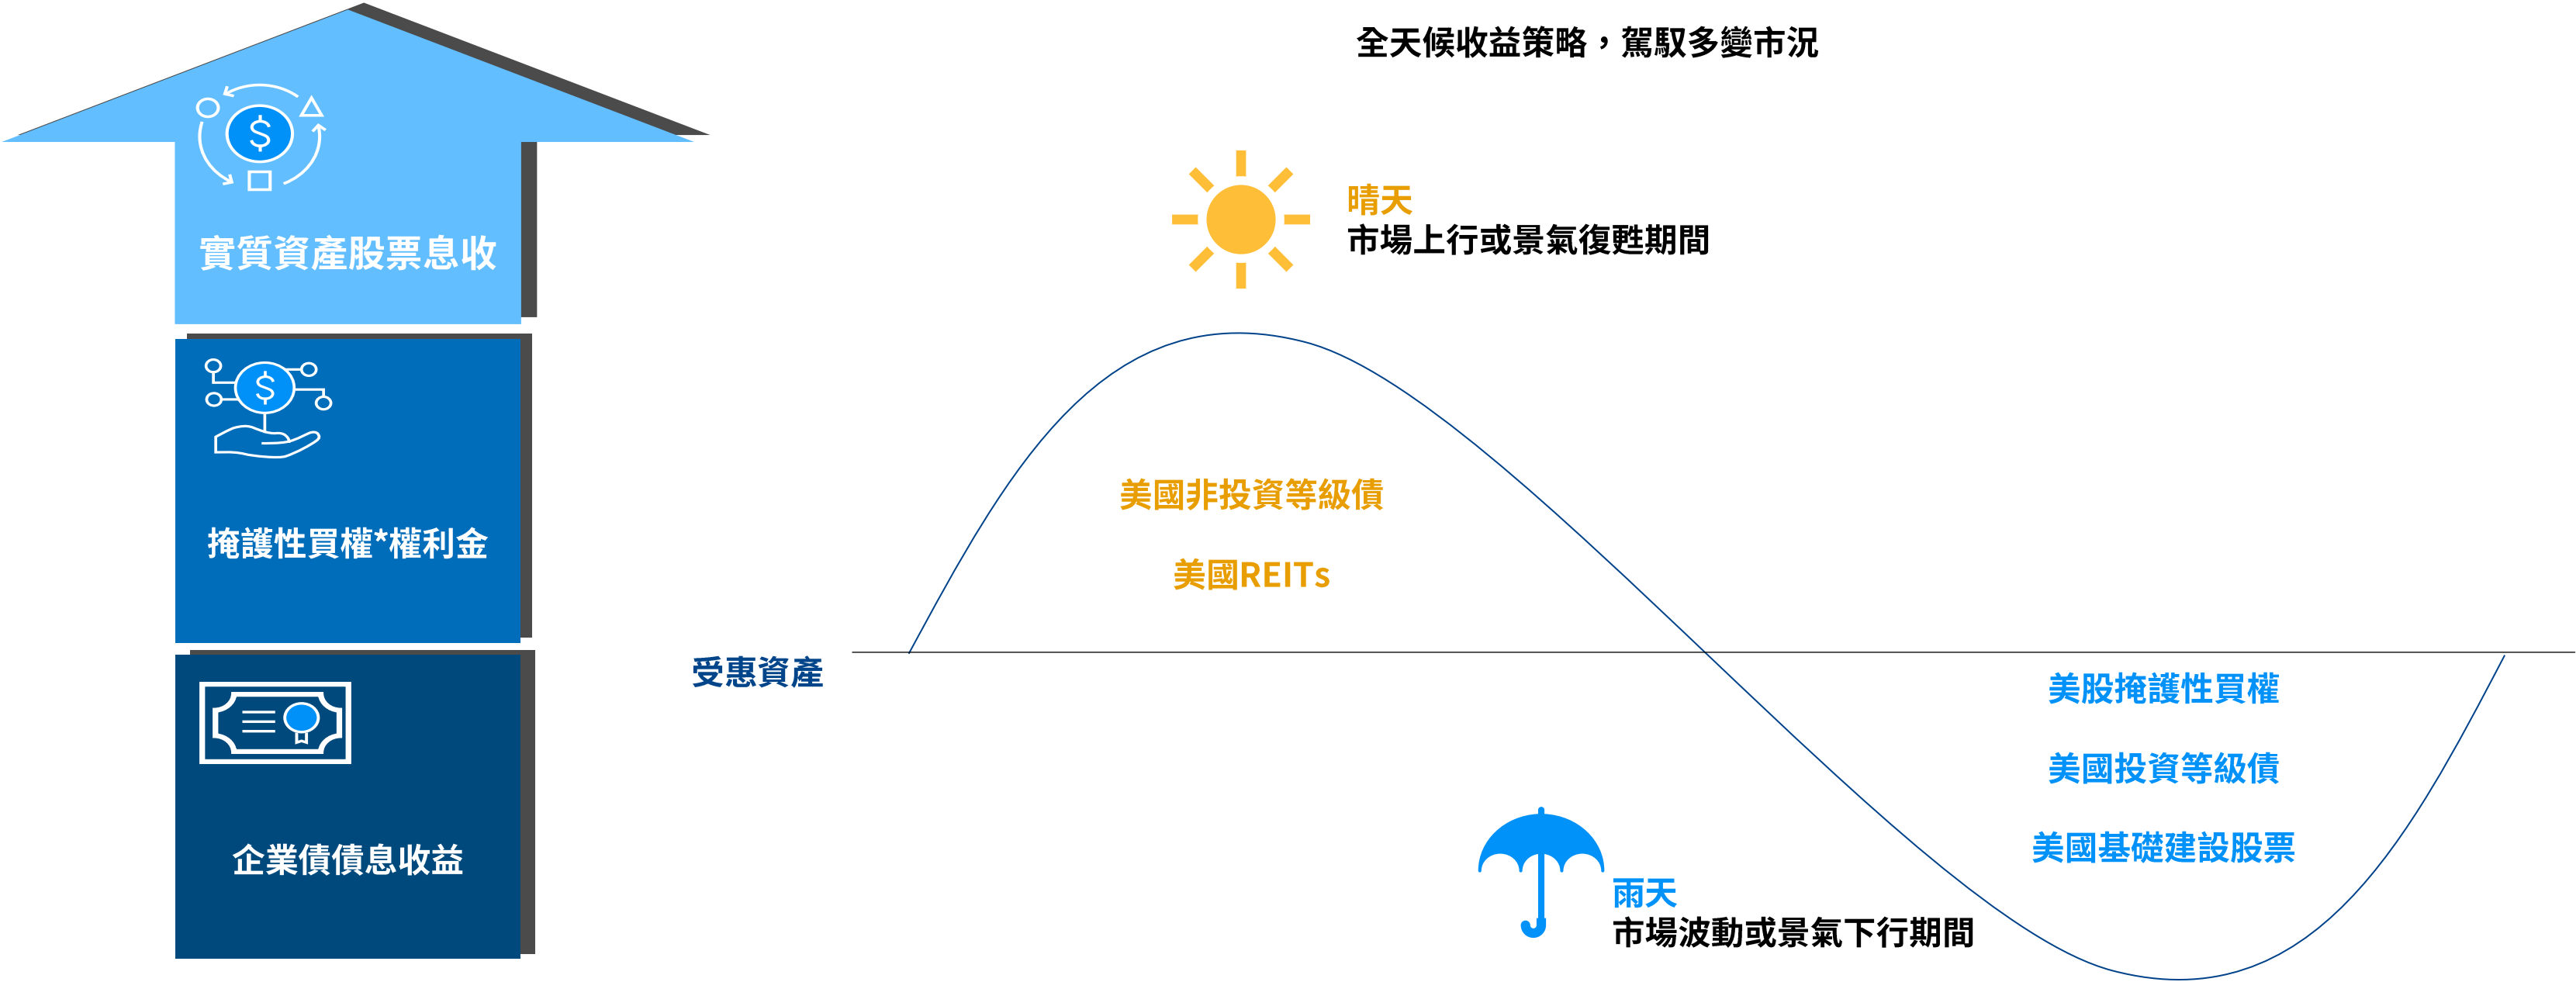 實質資產股票息收
掩護性買權*權利金
企業債債息收益
全天候收益策略，駕馭多變市況
晴天
市場上行或景氣復甦期間
美國非投資等級債
美國REITs
受惠資產
美股掩護性買權
美國投資等級債
美國基礎建設股票
雨天
市場波動或景氣下行期間